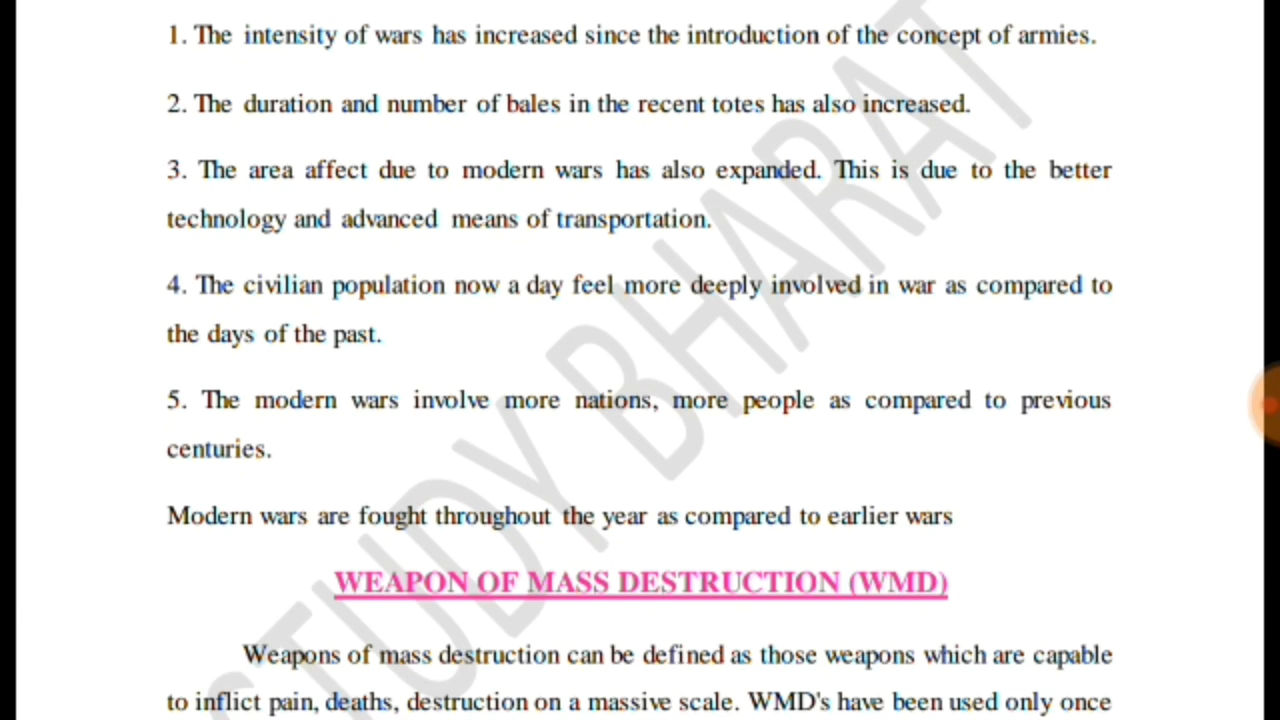 1. The intensity of wars has increased since the introduction of the concept of armies.
2. The duration and number of bales in the recent totes has also increased.
3. The area affect due to modern wars has also expanded. This is due to the better
technology and advanced means of transportation.
4. The civilian population now a day feel more deeply involved in war as compared to
the days of the past.
5. The modern wars involve more nations, more people as compared to previous
centuries.
Modern wars are fought throughout the year as compared to earlier wars
WEAPON OF MASS DESTRUCTION (WMD)
Weapons of mass destruction can be defined as those weapons which are capable
to inflict pain, deaths, destruction on a massive scale. WMD's have been used only once
STUDY BHARAT